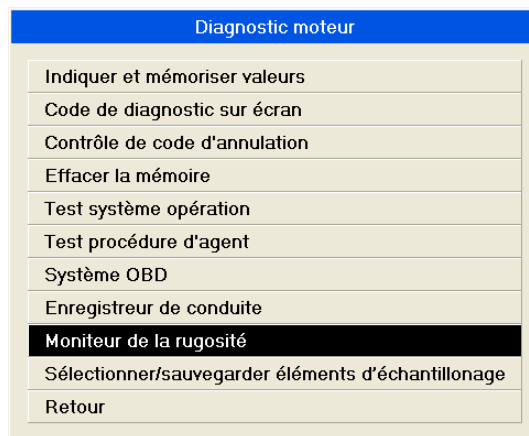 Diagnostic moteur
Indiquer et mémoriser valeurs
Code de diagnostic sur écran
Contrôle de code d'annulation
Effacer la mémoire
Test système opération
Test procédure d'agent
Système OBD
Enregistreur de conduite
Moniteur de la rugosité
Sélectionner/sauvegarder éléments d'échantillonage
Retour